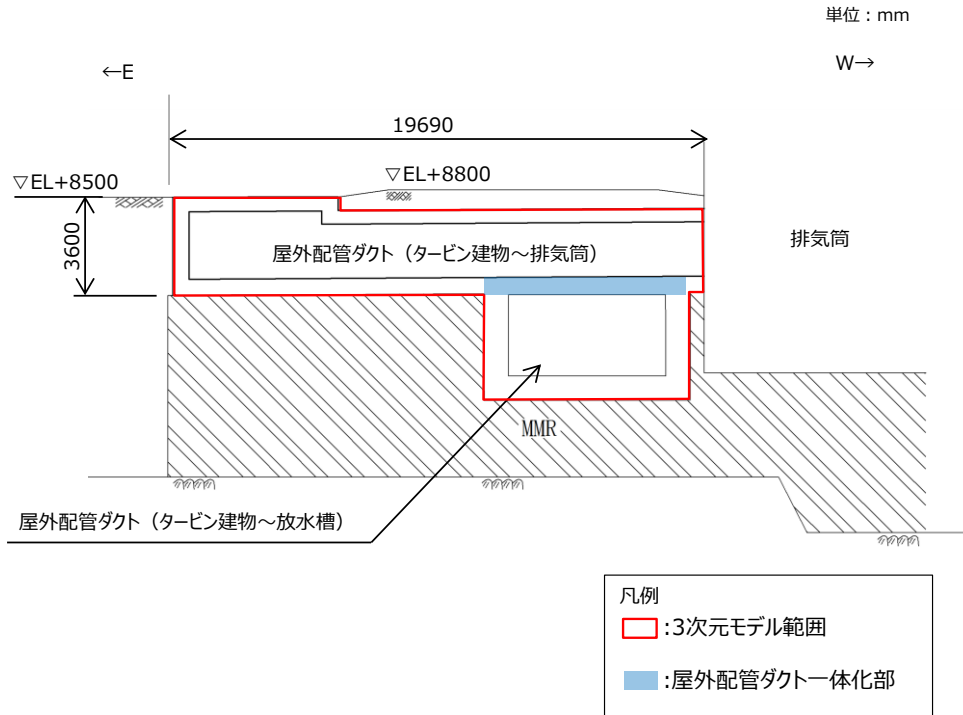 単位：mm
←E
W→
19690
▽EL+8500
▽EL+8800
3600
屋外配管ダクト（タービン建物～排気筒）
排気筒
MMR
屋外配管ダクト（タービン建物～放水槽）
凡例
:3次元モデル範囲
:屋外配管ダクト一体化部